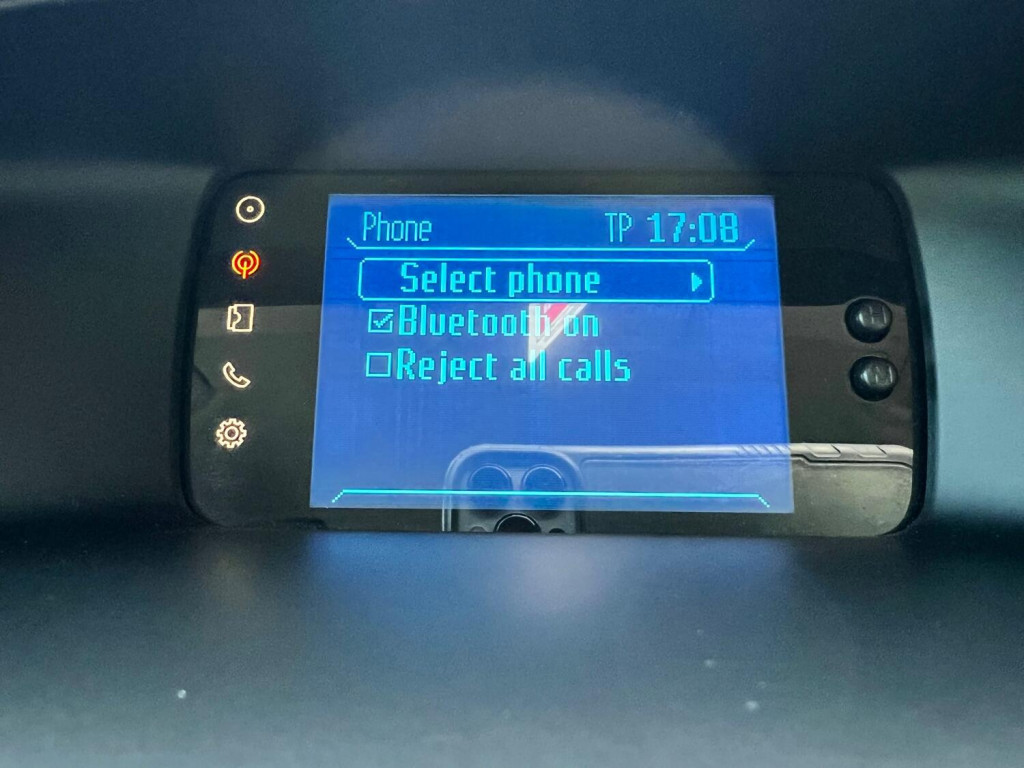 Phone TP 17:08
Select phone
Bluetooth on
Reject all calls
H